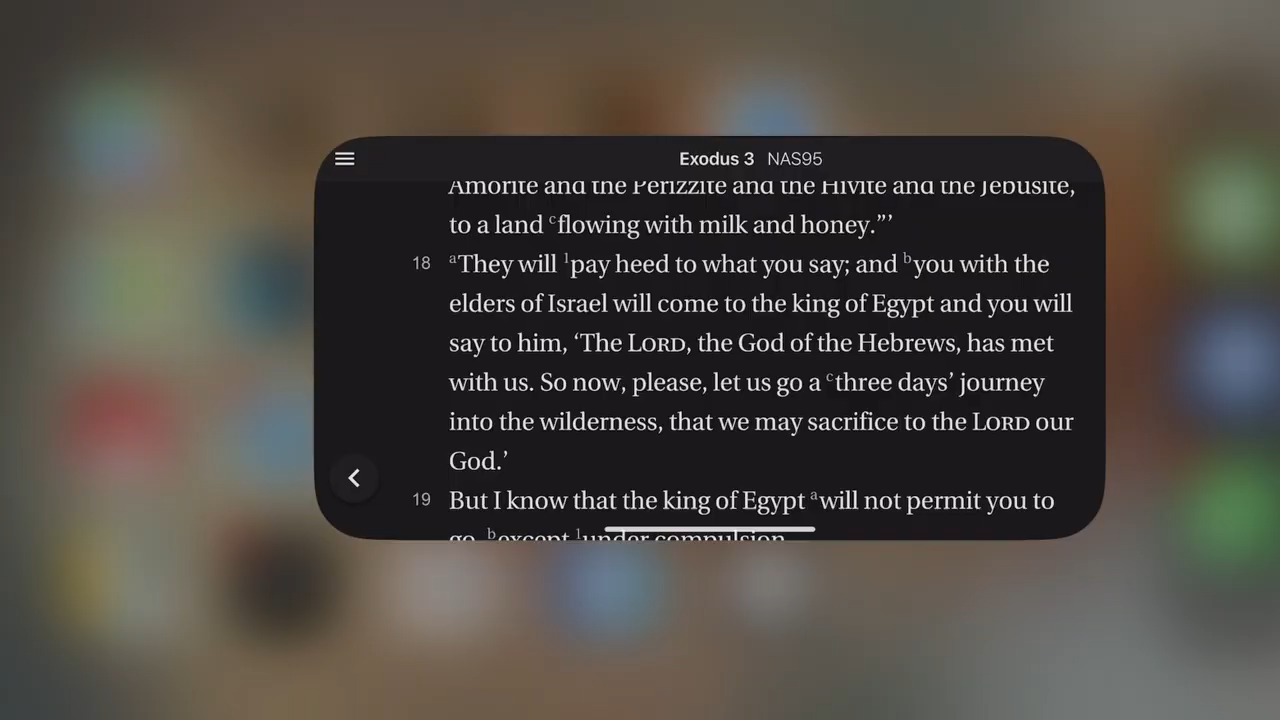 Exodus 3 NAS95
Amorite and the Perizzite and the Hivite and the Jebusite,
to a land cflowing with milk and honey.”’
18 aThey will 1pay heed to what you say; and byou with the
elders of Israel will come to the king of Egypt and you will
say to him, ‘The LORD, the God of the Hebrews, has met
with us. So now, please, let us go a cthree days’ journey
into the wilderness, that we may sacrifice to the LORD our
God.’
19 But I know that the king of Egypt awill not permit you to
go, bexcept 1under compulsion.